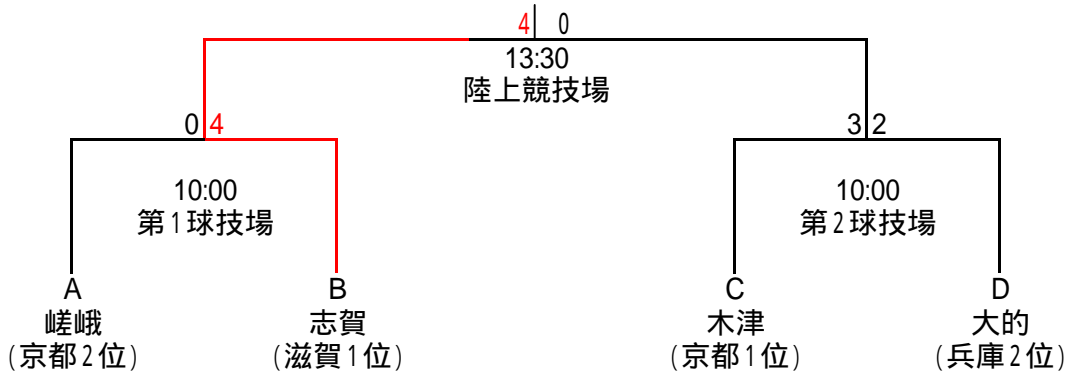 4 0
13:30
陸上競技場
0 4
3 2
10:00
第1球技場
10:00
第2球技場
A
嵯峨
(京都2位)
B
志賀
(滋賀1位)
C
木津
(京都1位)
D
大的
(兵庫2位)